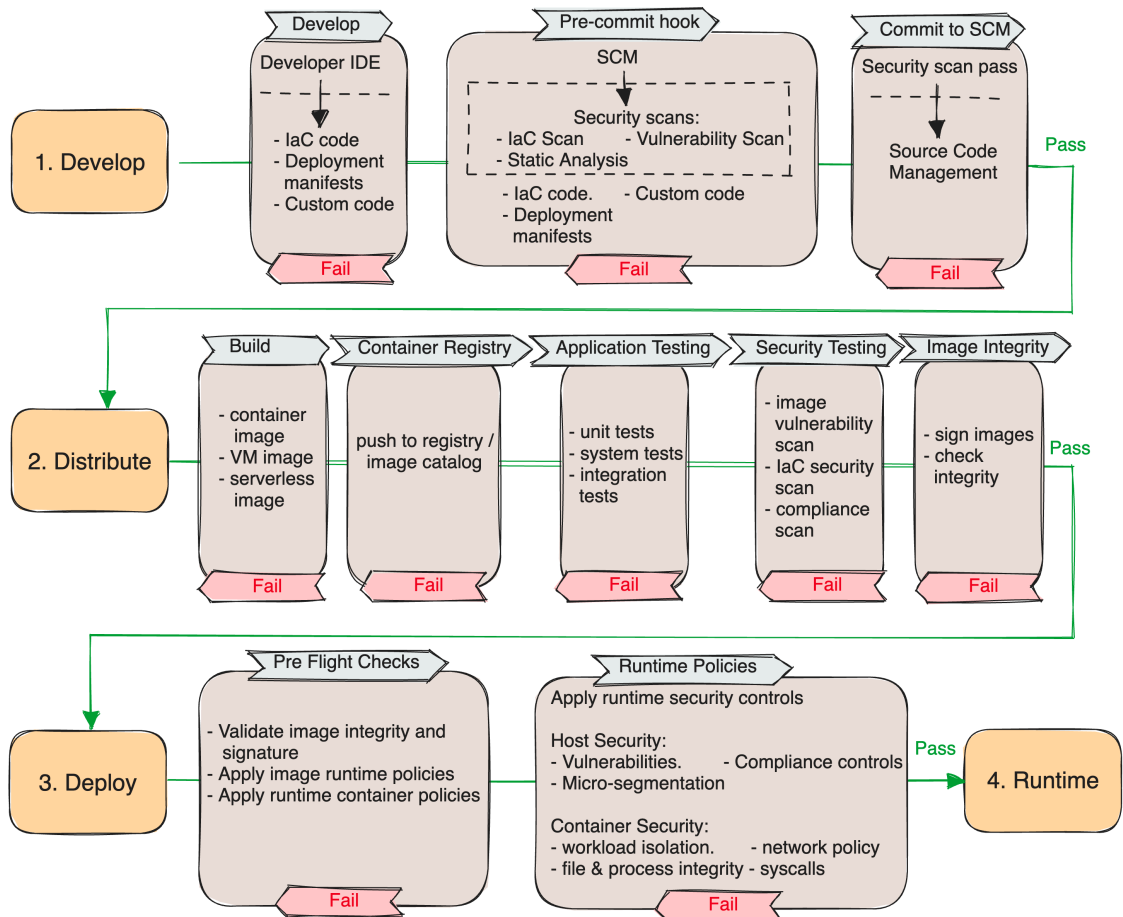 Develop
Developer IDE
- IaC code
- Deployment
manifests
- Custom code
Fail
Pre-commit hook
SCM
Security scans:
- IaC Scan - Vulnerability Scan
- Static Analysis
- IaC code. - Custom code
- Deployment
manifests
Fail
Commit to SCM
Security scan pass
Source Code
Management
Fail
1. Develop
Pass
Build
- container
image
- VM image
- serverless
image
Fail
Container Registry
push to registry /
image catalog
Fail
Application Testing
- unit tests
- system tests
- integration
tests
Fail
Security Testing
- image
vulnerability
scan
- IaC security
scan
- compliance
scan
Fail
Image Integrity
- sign images
- check
integrity
Fail
2. Distribute
Pass
Pre Flight Checks
- Validate image integrity and
signature
- Apply image runtime policies
- Apply runtime container policies
Fail
Runtime Policies
Apply runtime security controls
Host Security:
- Vulnerabilities. - Compliance controls
- Micro-segmentation
Container Security:
- workload isolation. - network policy
- file & process integrity - syscalls
Fail
3. Deploy
Pass
4. Runtime